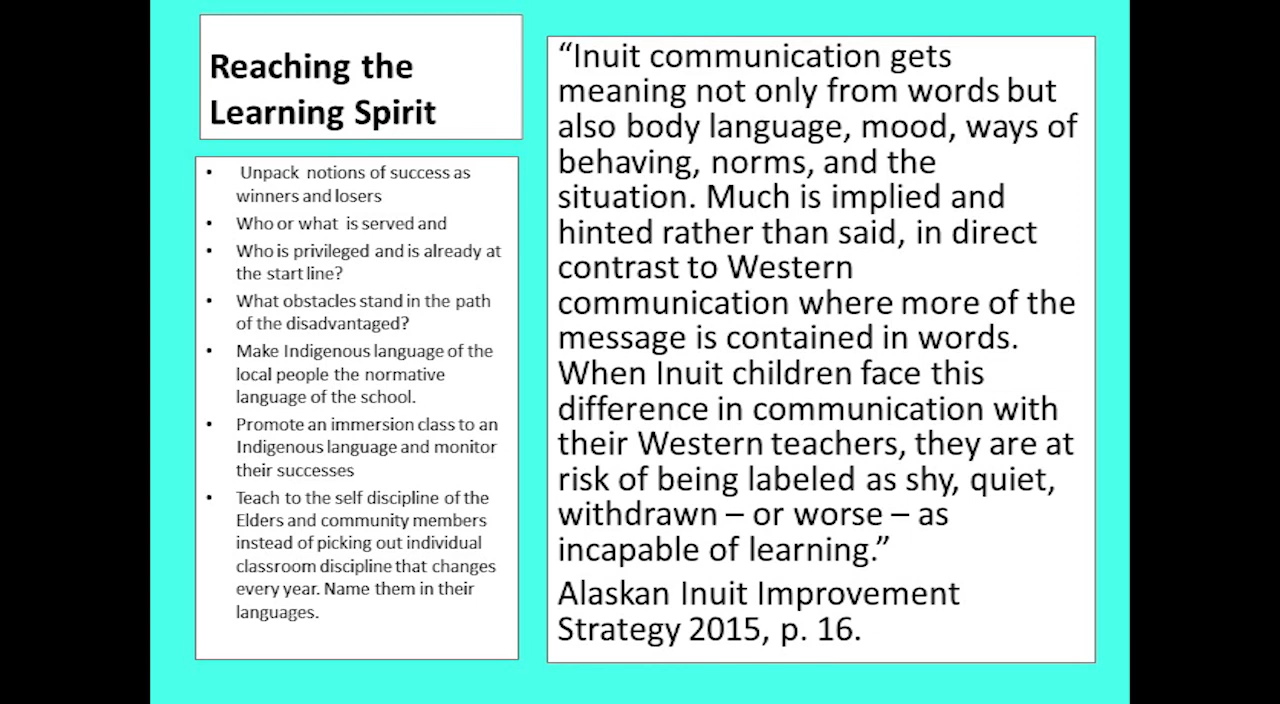 Reaching the
Learning Spirit
• Unpack notions of success as
winners and losers
• Who or what is served and
• Who is privileged and is already at
the start line?
• What obstacles stand in the path
of the disadvantaged?
• Make Indigenous language of the
local people the normative
language of the school.
• Promote an immersion class to an
Indigenous language and monitor
their successes
• Teach to the self discipline of the
Elders and community members
instead of picking out individual
classroom discipline that changes
every year. Name them in their
languages.
“Inuit communication gets
meaning not only from words but
also body language, mood, ways of
behaving, norms, and the
situation. Much is implied and
hinted rather than said, in direct
contrast to Western
communication where more of the
message is contained in words.
When Inuit children face this
difference in communication with
their Western teachers, they are at
risk of being labeled as shy, quiet,
withdrawn – or worse – as
incapable of learning.”
Alaskan Inuit Improvement
Strategy 2015, p. 16.